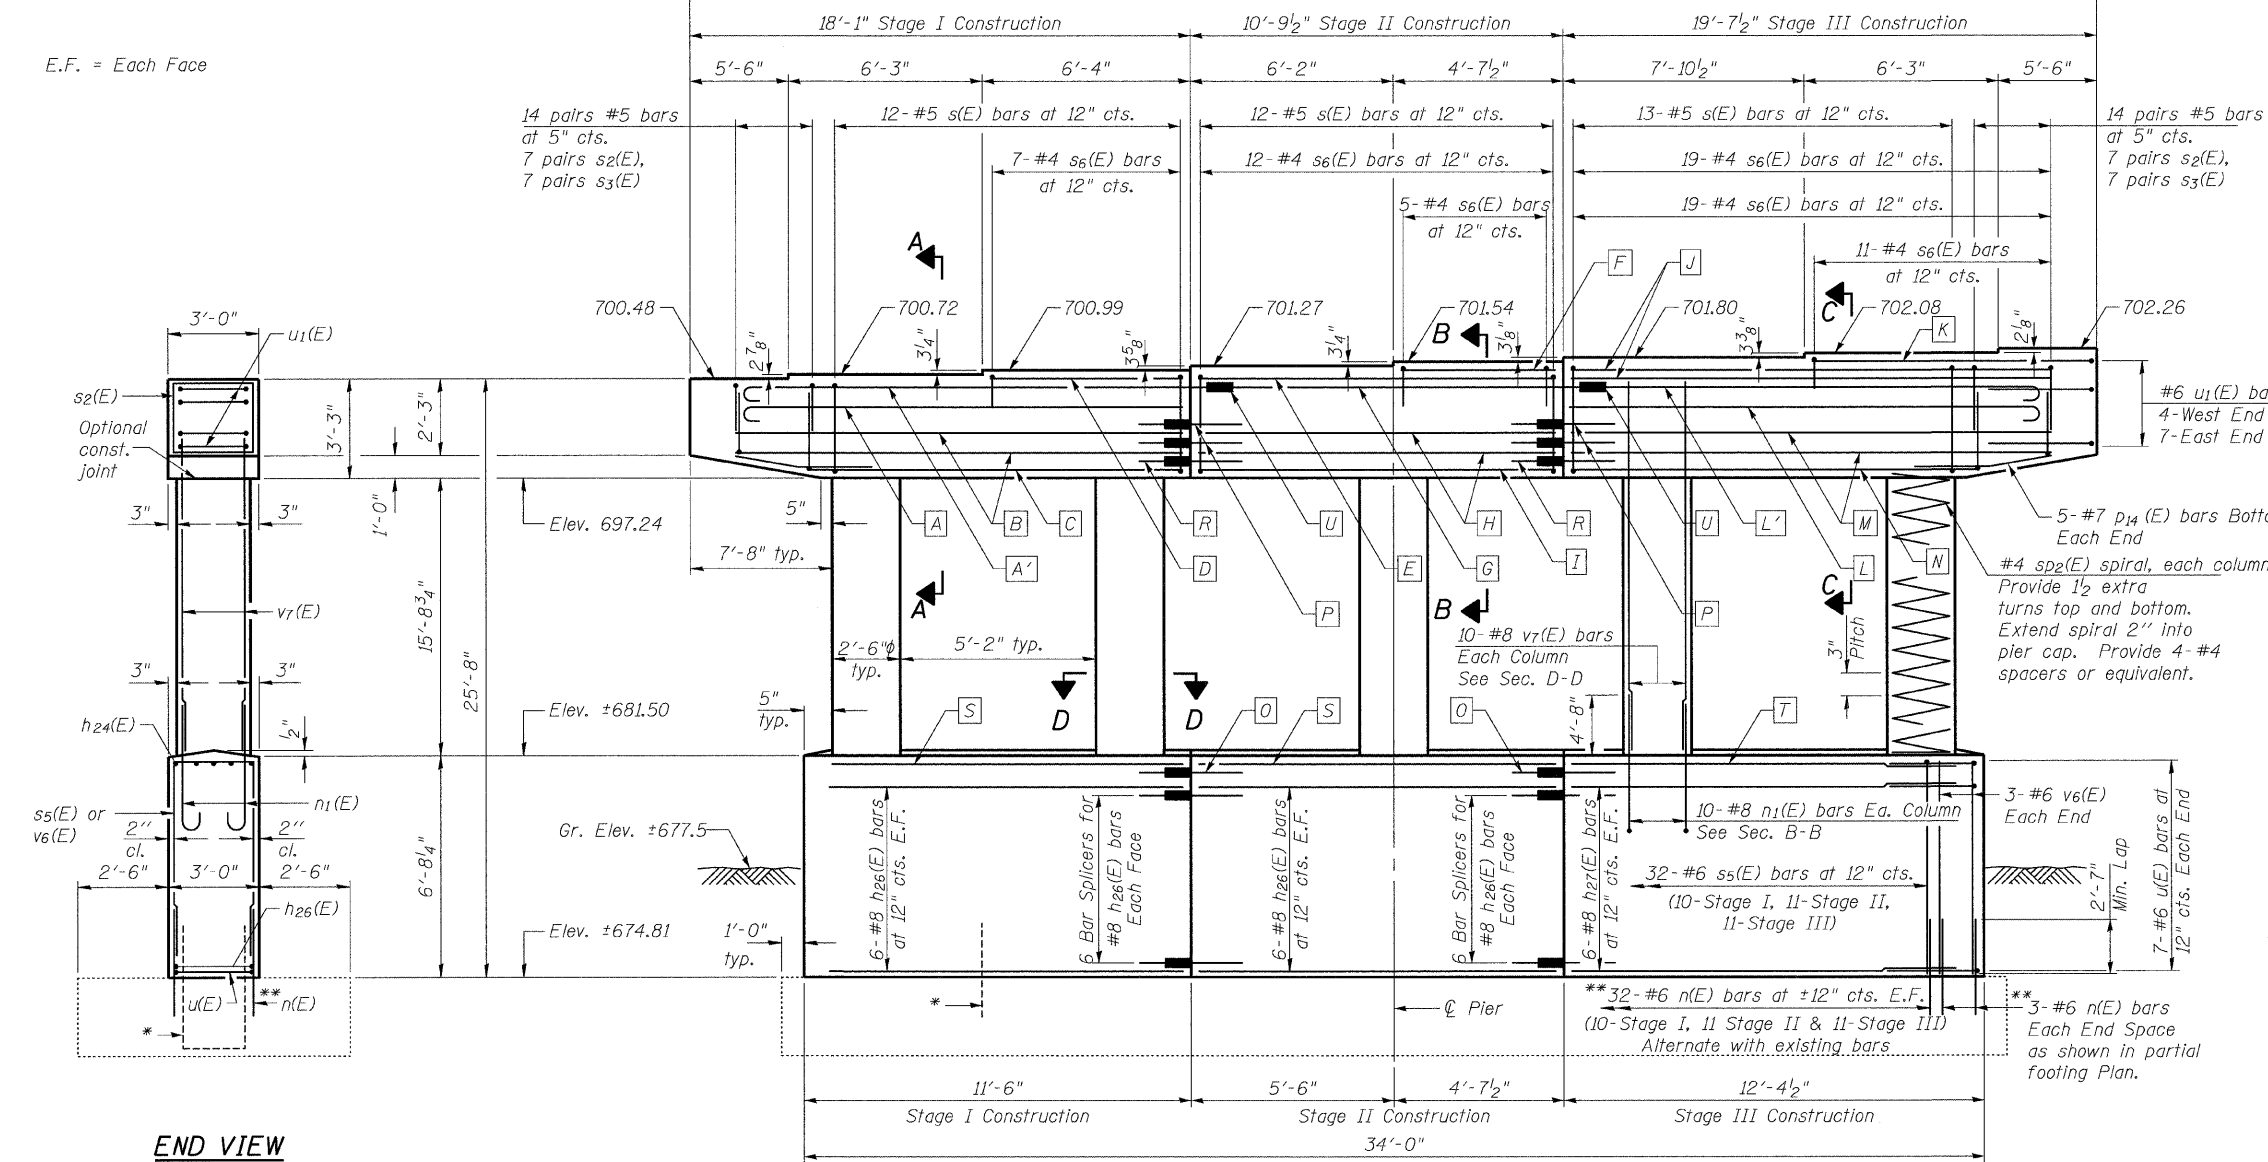 18'-1" Stage I Construction
10'-9½" Stage II Construction
19'-7½" Stage III Construction
E.F. = Each Face
5'-6"
6'-3"
6'-4"
6'-2"
4'-7½"
7'-10½"
6'-3"
5'-6"
14 pairs #5 bars
at 5" cts.
7 pairs s2(E),
7 pairs s3(E)
12-#5 s(E) bars at 12" cts.
12-#5 s(E) bars at 12" cts.
13-#5 s(E) bars at 12" cts.
14 pairs #5 bars
at 5" cts.
7 pairs s2(E),
7 pairs s3(E)
7-#4 s6(E) bars
at 12" cts.
12-#4 s6(E) bars at 12" cts.
19-#4 s6(E) bars at 12" cts.
5-#4 s6(E) bars
at 12" cts.
19-#4 s6(E) bars at 12" cts.
11-#4 s6(E) bars
at 12" cts.
A
F
J
B
C
K
700.48
700.72
700.99
701.27
701.54
701.80
702.08
702.26
2⅞"
3¼"
3⅝"
3¼"
3⅛"
3⅜"
2⅛"
3'-0"
u1(E)
s2(E)
Optional
const.
joint
3'-3"
2'-3"
1'-0"
#6 u1(E) ba
4-West End
7-East End
3"
3"
Elev. 697.24
5"
7'-8" typ.
A
B
C
R
U
H
R
U
L'
M
A'
D
E
G
I
L
N
P
P
5-#7 p14 (E) bars Botto
Each End
#4 sp2(E) spiral, each column
Provide 1½ extra
turns top and bottom.
Extend spiral 2" into
pier cap. Provide 4-#4
spacers or equivalent.
A
B
C
v7(E)
15'-8¾"
25'-8"
2'-6"ϕ
typ.
5'-2" typ.
10-#8 v7(E) bars
Each Column
See Sec. D-D
3"
Pitch
3"
3"
h24(E)
½"
Elev. ±681.50
5"
typ.
D
D
4'-8"
S
O
S
O
T
s5(E) or
v6(E)
n1(E)
2"
cl.
2"
cl.
2'-6"
3'-0"
2'-6"
6'-8¼"
Gr. Elev. ±677.5
6-#8 h26(E) bars
at 12" cts. E.F.
6 Bar Splicers for
#8 h26(E) bars
Each Face
6-#8 h26(E) bars
at 12" cts. E.F.
6 Bar Splicers for
#8 h26(E) bars
Each Face
6-#8 h27(E) bars
at 12" cts. E.F.
10-#8 n1(E) bars Ea. Column
See Sec. B-B
3-#6 v6(E)
Each End
32-#6 s5(E) bars at 12" cts.
(10-Stage I, 11-Stage II,
11-Stage III)
2'-7"
Min. Lap
7-#6 u(E) bars at
12" cts. Each End
h26(E)
Elev. ±674.81
1'-0"
typ.
u(E)
** n(E)
*
*
℄ Pier
**32-#6 n(E) bars at ±12" cts. E.F.
(10-Stage I, 11 Stage II & 11-Stage III)
Alternate with existing bars
** 3-#6 n(E) bars
Each End Space
as shown in partial
footing Plan.
11'-6"
5'-6"
4'-7½"
12'-4½"
Stage I Construction
Stage II Construction
Stage III Construction
34'-0"
END VIEW